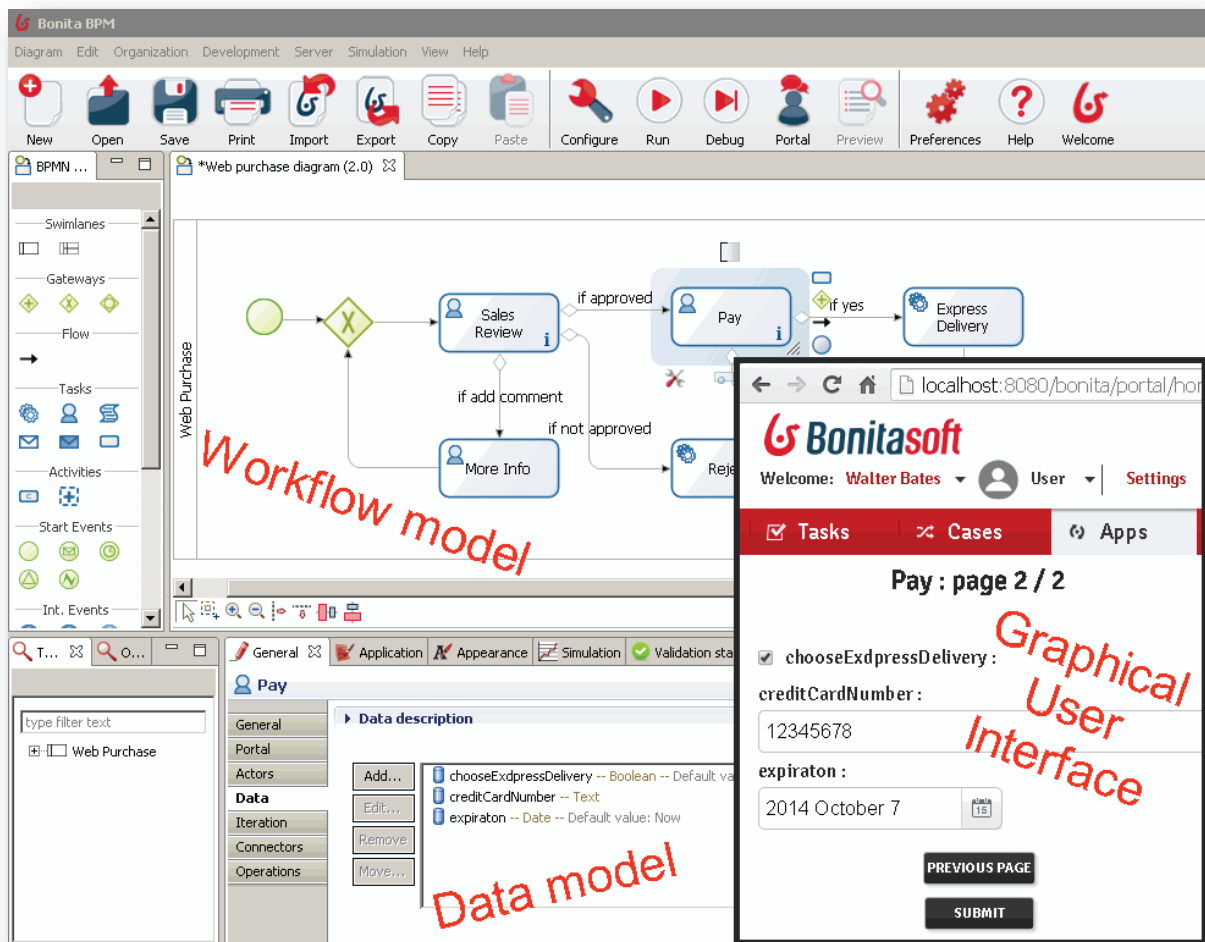 Bonita BPM
Diagram Edit Organization Development Server Simulation View Help
New Open Save Print Import Export Copy Paste Configure Run Debug Portal Preview Preferences Help Welcome
BPMN ...
*Web purchase diagram (2.0)
Swimlanes
Gateways
Flow
Tasks
Activities
Start Events
Int. Events
Web Purchase
Sales
Review
if approved
Pay
if yes
Express
Delivery
if add comment
if not approved
More Info
Workflow model
T... O...
type filter text
Web Purchase
General Application Appearance Simulation Validation sta
Pay
General
Portal
Actors
Data
Iteration
Connectors
Operations
Data description
Add...
Edit...
Remove
Move...
chooseExdpressDelivery -- Boolean -- Default va
creditCardNumber -- Text
expiraton -- Date -- Default value: Now
Data model
localhost:8080/bonita/portal/hor
Bonitasoft
Welcome: Walter Bates User Settings
Tasks Cases Apps
Pay : page 2 / 2
Graphical
User
Interface
chooseExdpressDelivery :
creditCardNumber :
12345678
expiraton :
2014 October 7
15
PREVIOUS PAGE
SUBMIT